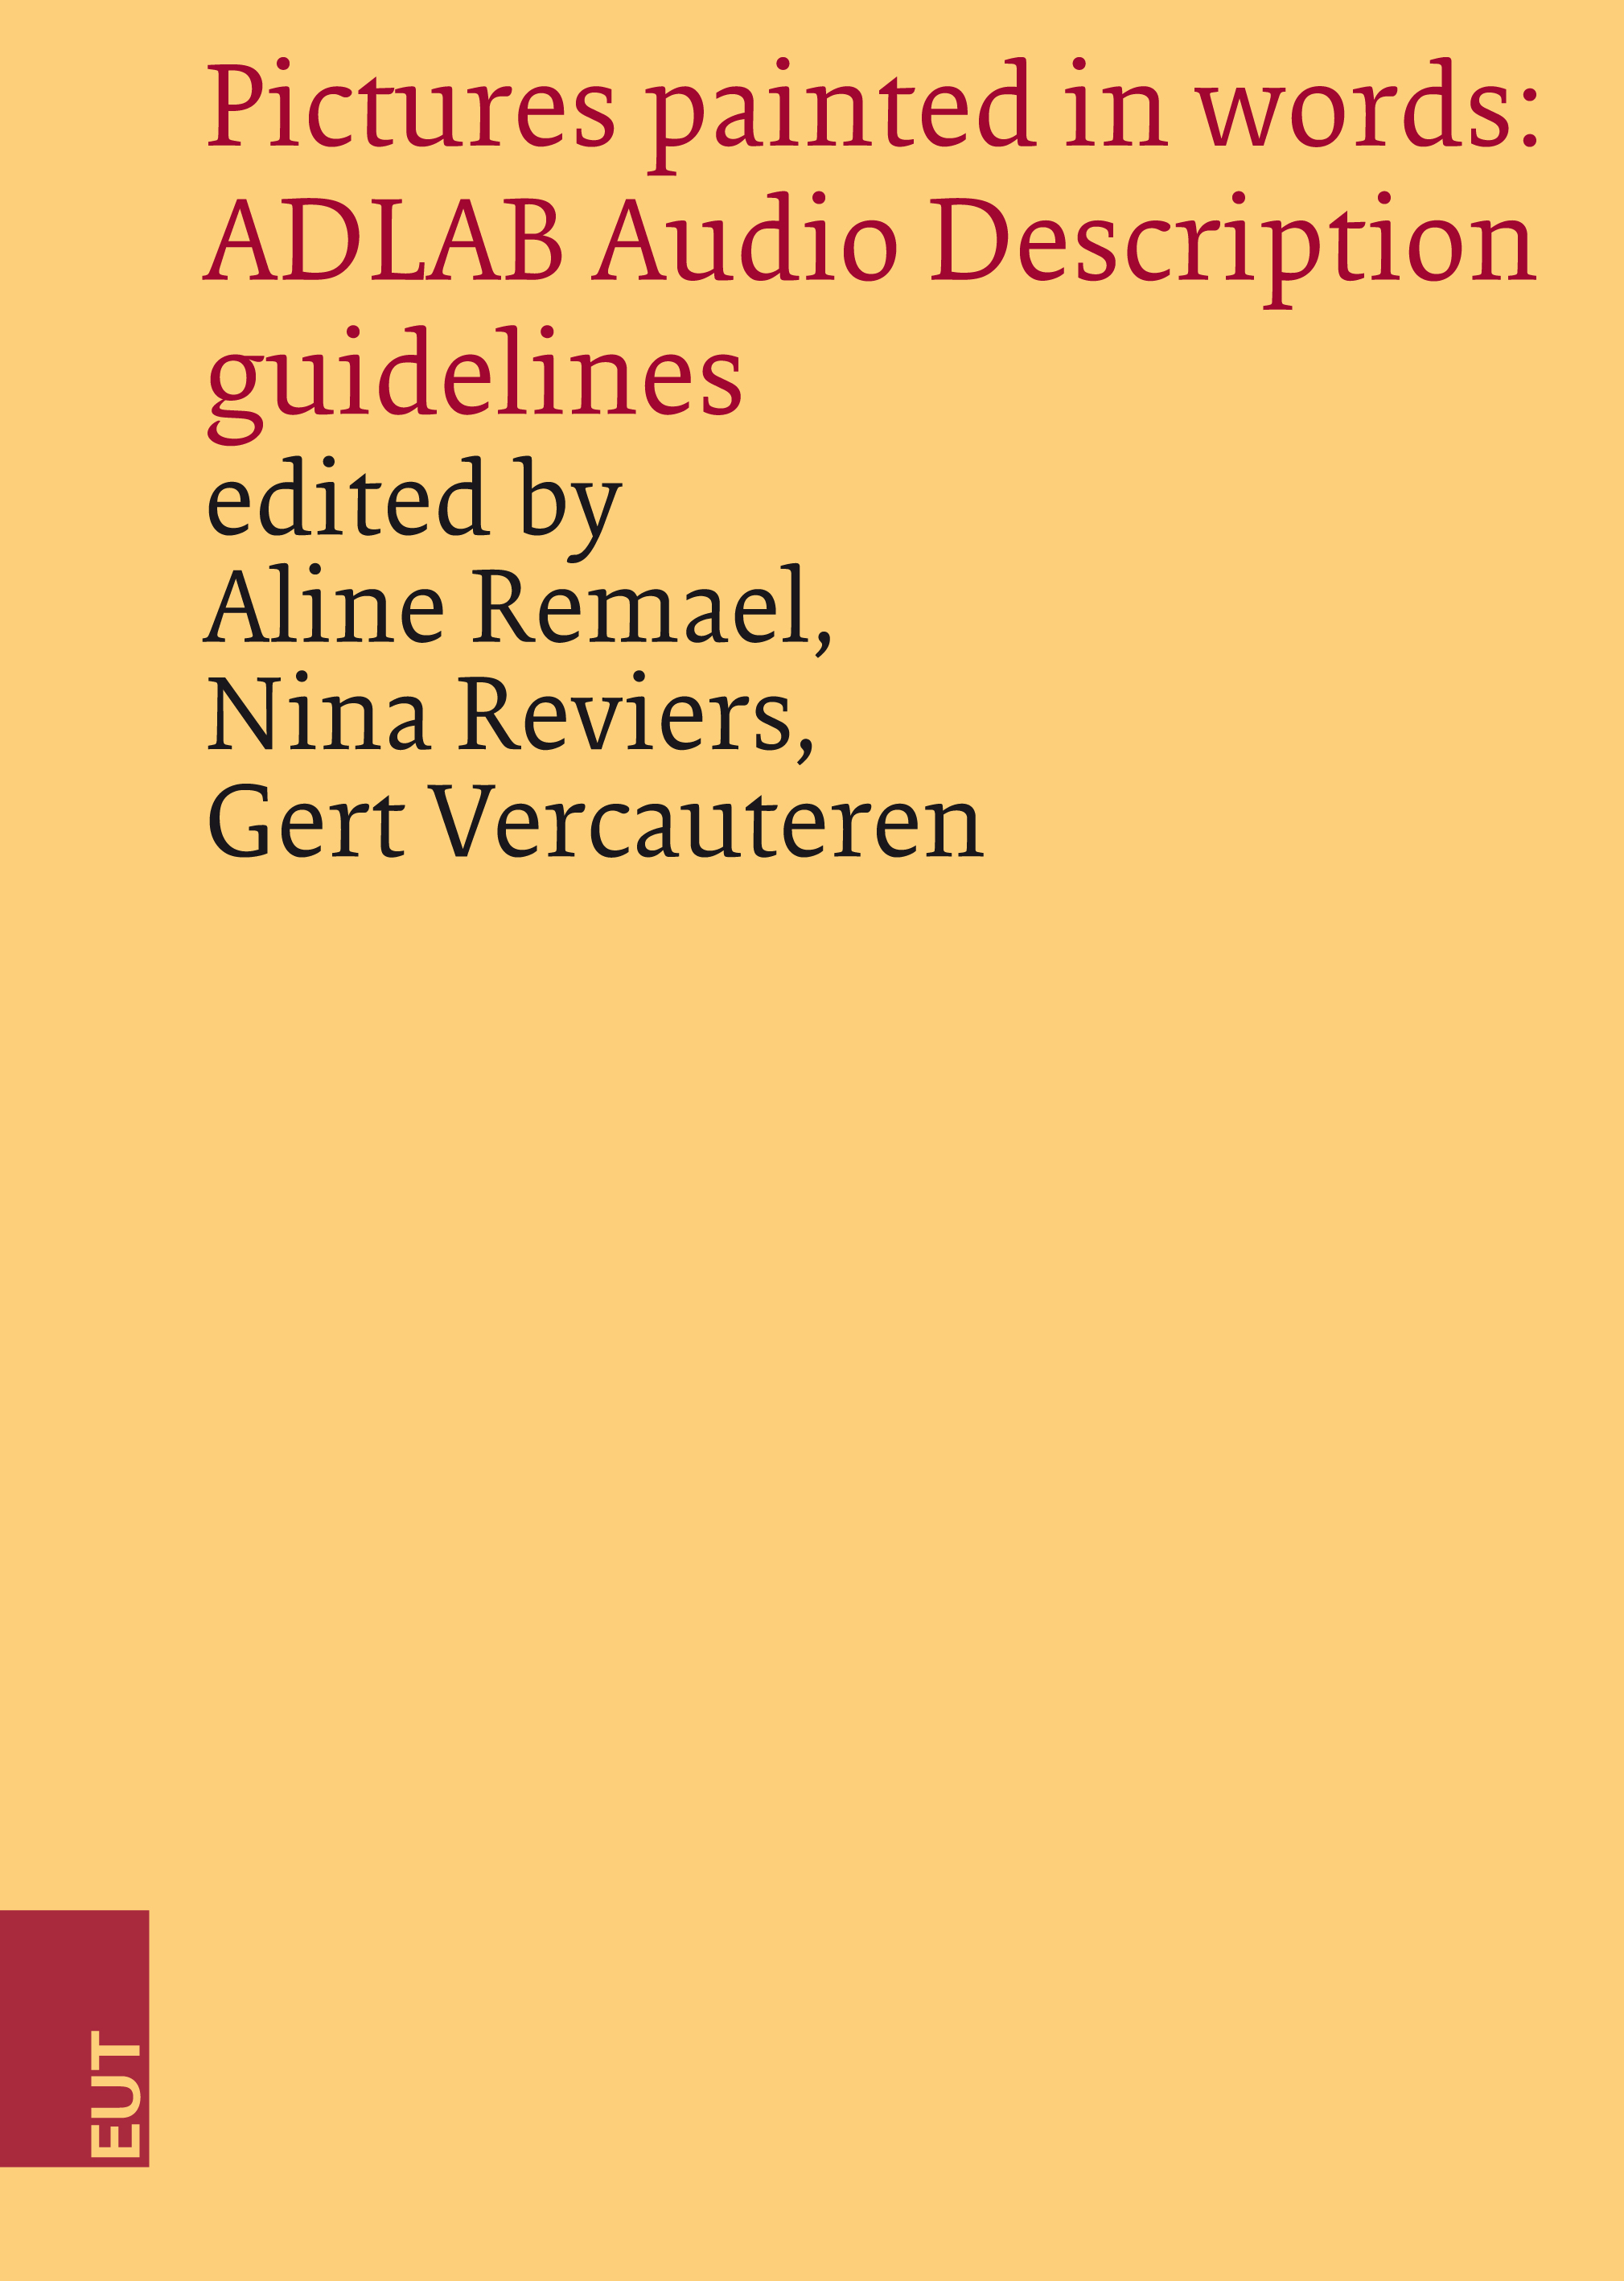 Pictures painted in words:
ADLAB Audio Description
guidelines
edited by
Aline Remael,
Nina Reviers,
Gert Vercauteren
EUT